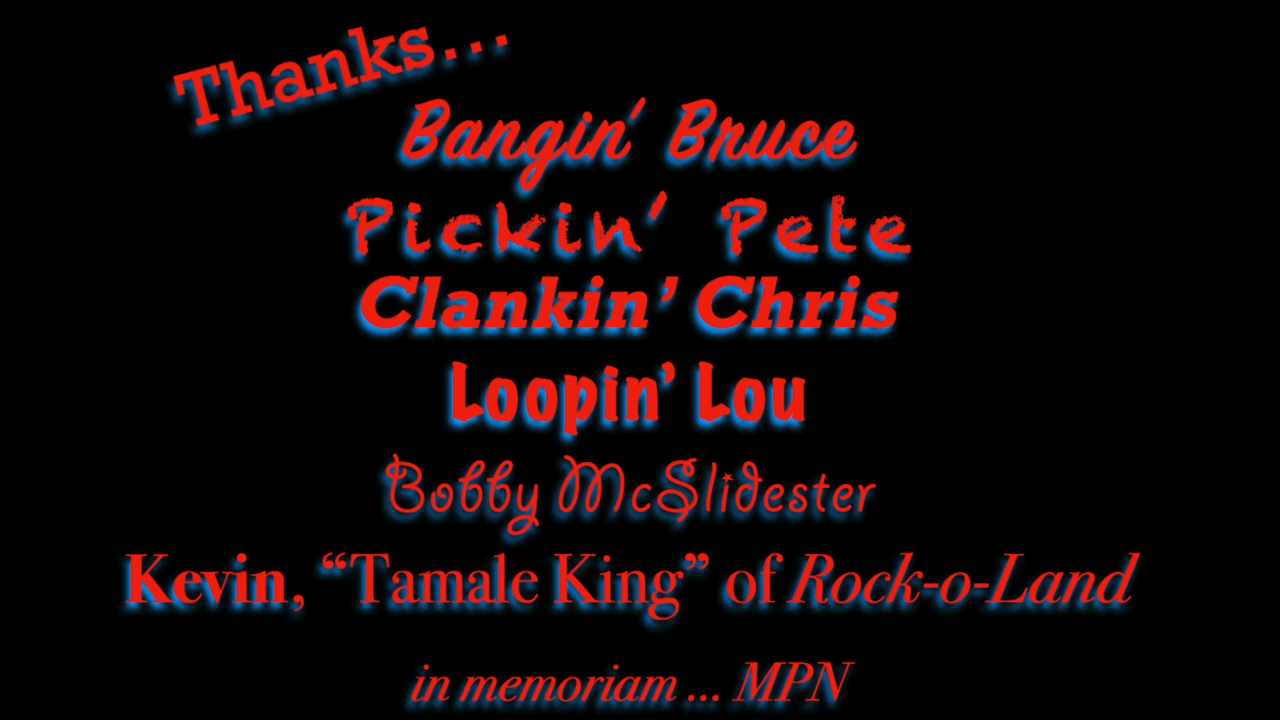 Thanks...
Bangin’ Bruce
Pickin’ Pete
Clankin’ Chris
Loopin’ Lou
Bobby McSlidester
Kevin, “Tamale King” of Rock-o-Land
in memoriam ... MPN